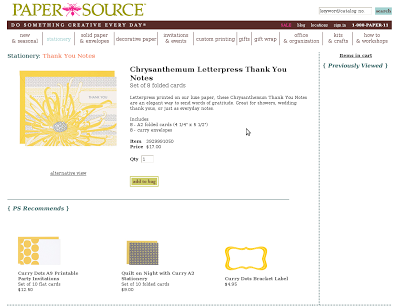 PAPER SOURCE
keyword/catalog no.
search
DO SOMETHING CREATIVE EVERY DAY
SALE blog locations sign in 1-888-PAPER-11
new & seasonal
stationery
solid paper & envelopes
decorative paper
invitations & events
custom printing
gifts
gift wrap
office & organization
kits & crafts
how to & workshops
Stationery: Thank You Notes
Items in cart
{ Previously Viewed }
Chrysanthemum Letterpress Thank You
Notes
Set of 8 folded cards
Letterpress printed on our luxe paper, these Chrysanthemum Thank You Notes
are an elegant way to send words of gratitude. Great for showers, wedding
thank yous, or just as everyday notes.
Includes
8 - A2 folded cards (4 1/4" x 5 1/2")
8 - curry envelopes
Price $17.00
Qty 1
add to bag
alternative view
{ PS Recommends }
Curry Dots A9 Printable
Party Invitations
Set of 10 flat cards
$12.50
Quilt on Night with Curry A2
Stationery
Set of 10 folded cards
Curry Dots Bracket Label
$4.95